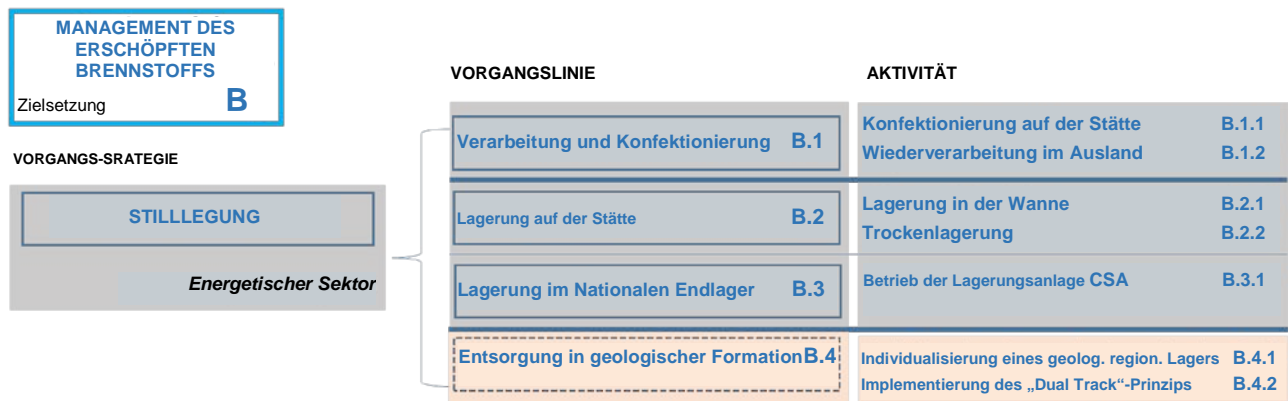 MANAGEMENT DES
ERSCHÖPFTEN
BRENNSTOFFS
Zielsetzung B
VORGANGS-SRATEGIE
STILLLEGUNG
Energetischer Sektor
VORGANGSLINIE
AKTIVITÄT
Verarbeitung und Konfektionierung B.1
Konfektionierung auf der Stätte B.1.1
Wiederverarbeitung im Ausland B.1.2
Lagerung auf der Stätte B.2
Lagerung in der Wanne B.2.1
Trockenlagerung B.2.2
Lagerung im Nationalen Endlager B.3
Betrieb der Lagerungsanlage CSA B.3.1
Entsorgung in geologischer Formation B.4
Individualisierung eines geolog. region. Lagers B.4.1
Implementierung des „Dual Track“-Prinzips B.4.2